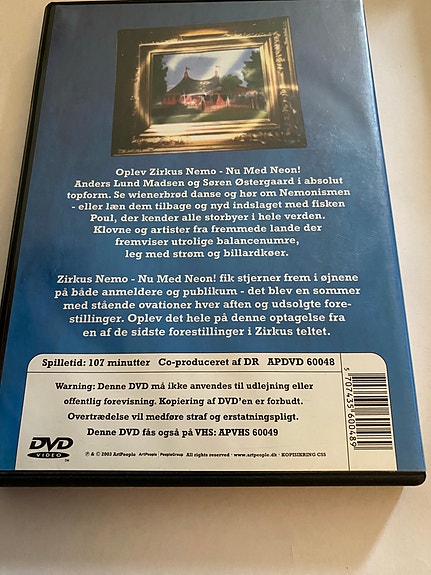 Oplev Zirkus Nemo - Nu Med Neon!
Anders Lund Madsen og Søren Østergaard i absolut
topform. Se wienerbrød danse og hør om Nemonismen
- eller læn dem tilbage og nyd indslaget med fisken
Poul, der kender alle storbyer i hele verden.
Klovne og artister fra fremmede lande der
fremviser utrolige balancenumre,
leg med strøm og billardkøer.
Zirkus Nemo - Nu Med Neon! fik stjerner frem i øjnene
på både anmeldere og publikum - det blev en sommer
med stående ovationer hver aften og udsolgte fore-
stillinger. Oplev det hele på denne optagelse fra
en af de sidste forestillinger i Zirkus teltet.
Spilletid: 107 minutter Co-produceret af DR APDVD 60048
Warning: Denne DVD må ikke anvendes til udlejning eller
offentlig forevisning. Kopiering af DVD'en er forbudt.
Overtrædelse vil medføre straf og erstatningspligt.
Denne DVD fås også på VHS: APVHS 60049
5 707435 600489
DVD
VIDEO
℗ & © 2003 ArtPeople · ArtPeople · PeopleGroup · All rights reserved · www.artpeople.dk · KOPISIKRING CSS